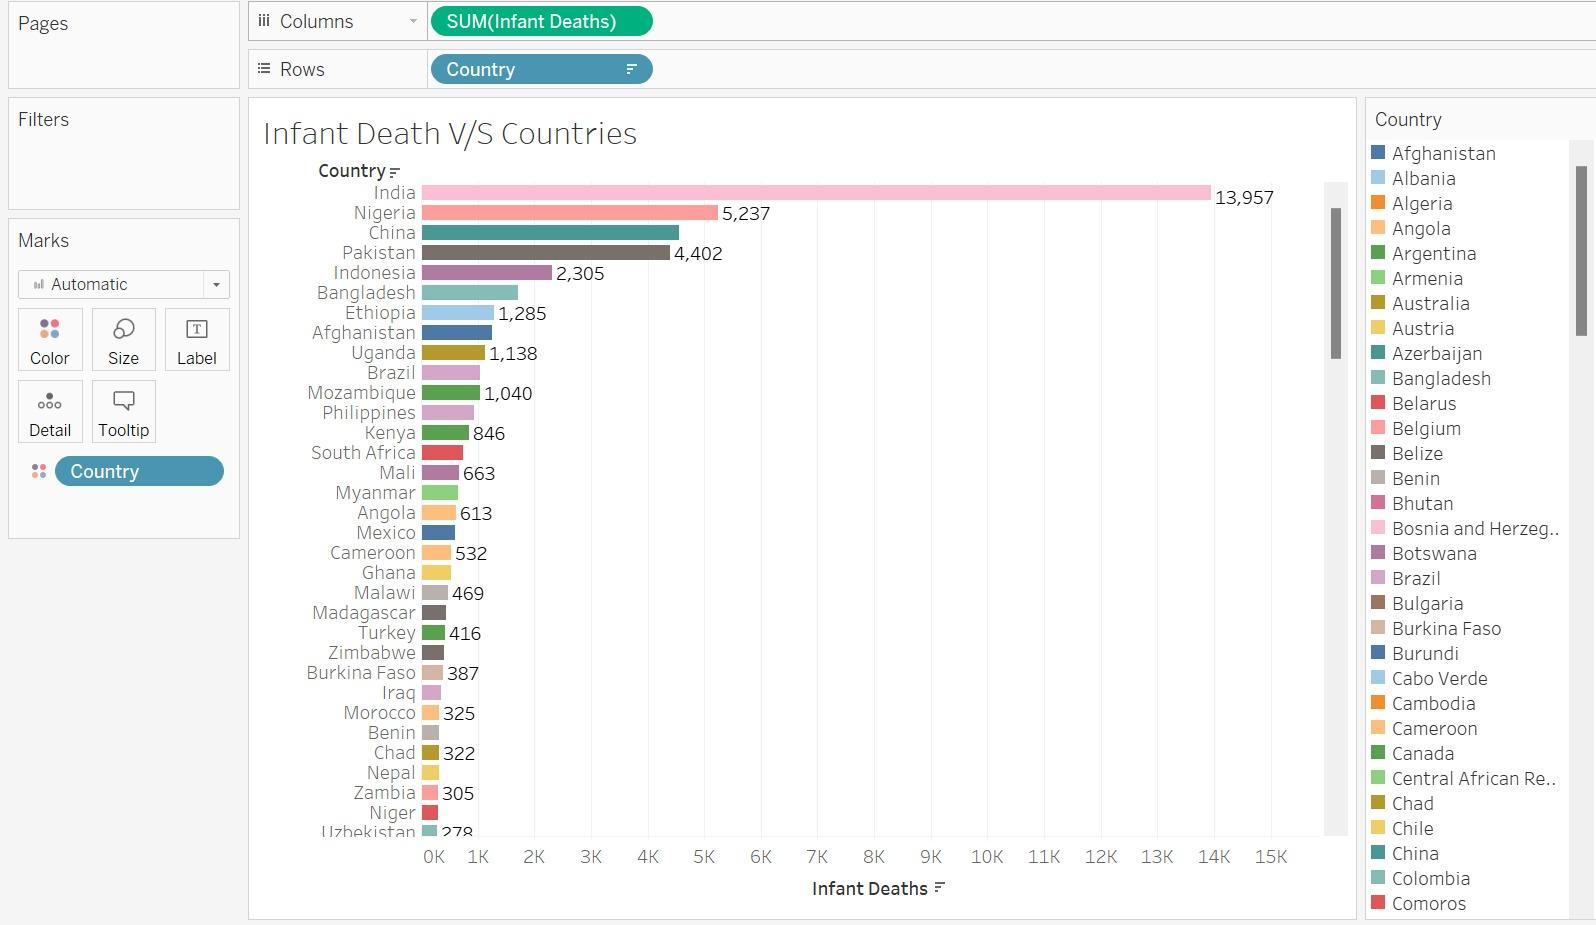 Pages
Columns
SUM(Infant Deaths)
Rows
Country
Filters
Marks
Automatic
Color
Size
Label
Detail
Tooltip
Country
Infant Death V/S Countries
Country
India 13,957
Nigeria 5,237
China
Pakistan 4,402
Indonesia 2,305
Bangladesh
Ethiopia 1,285
Afghanistan
Uganda 1,138
Brazil
Mozambique 1,040
Philippines
Kenya 846
South Africa
Mali 663
Myanmar
Angola 613
Mexico
Cameroon 532
Ghana
Malawi 469
Madagascar
Turkey 416
Zimbabwe
Burkina Faso 387
Iraq
Morocco 325
Benin
Chad 322
Nepal
Zambia 305
Niger
Uzbekistan 278
0K 1K 2K 3K 4K 5K 6K 7K 8K 9K 10K 11K 12K 13K 14K 15K
Infant Deaths
Country
Afghanistan
Albania
Algeria
Angola
Argentina
Armenia
Australia
Austria
Azerbaijan
Bangladesh
Belarus
Belgium
Belize
Benin
Bhutan
Bosnia and Herzeg..
Botswana
Brazil
Bulgaria
Burkina Faso
Burundi
Cabo Verde
Cambodia
Cameroon
Canada
Central African Re..
Chad
Chile
China
Colombia
Comoros